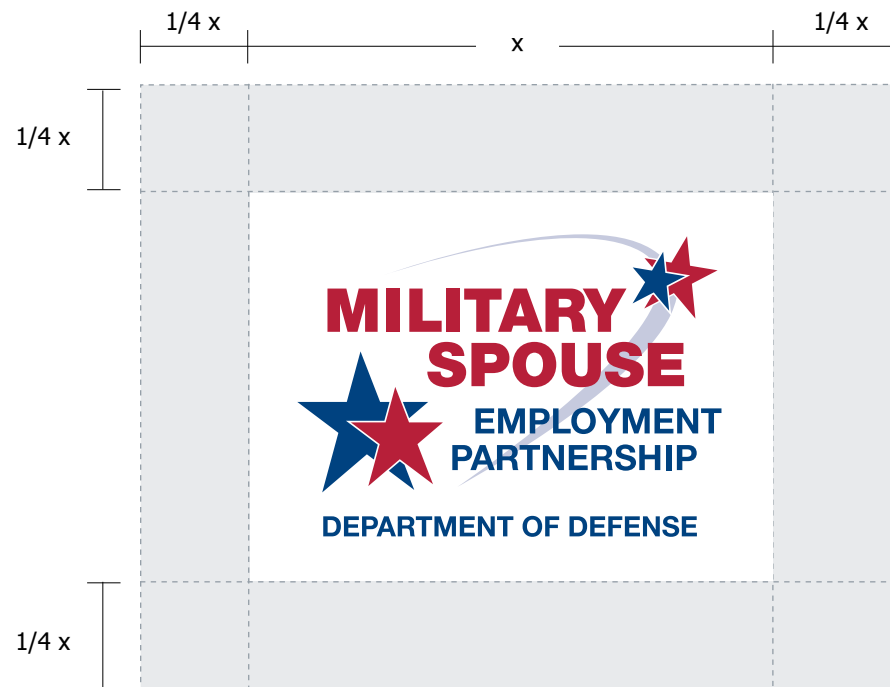 1/4 x
x
1/4 x
1/4 x
MILITARY
SPOUSE
EMPLOYMENT
PARTNERSHIP
DEPARTMENT OF DEFENSE
1/4 x